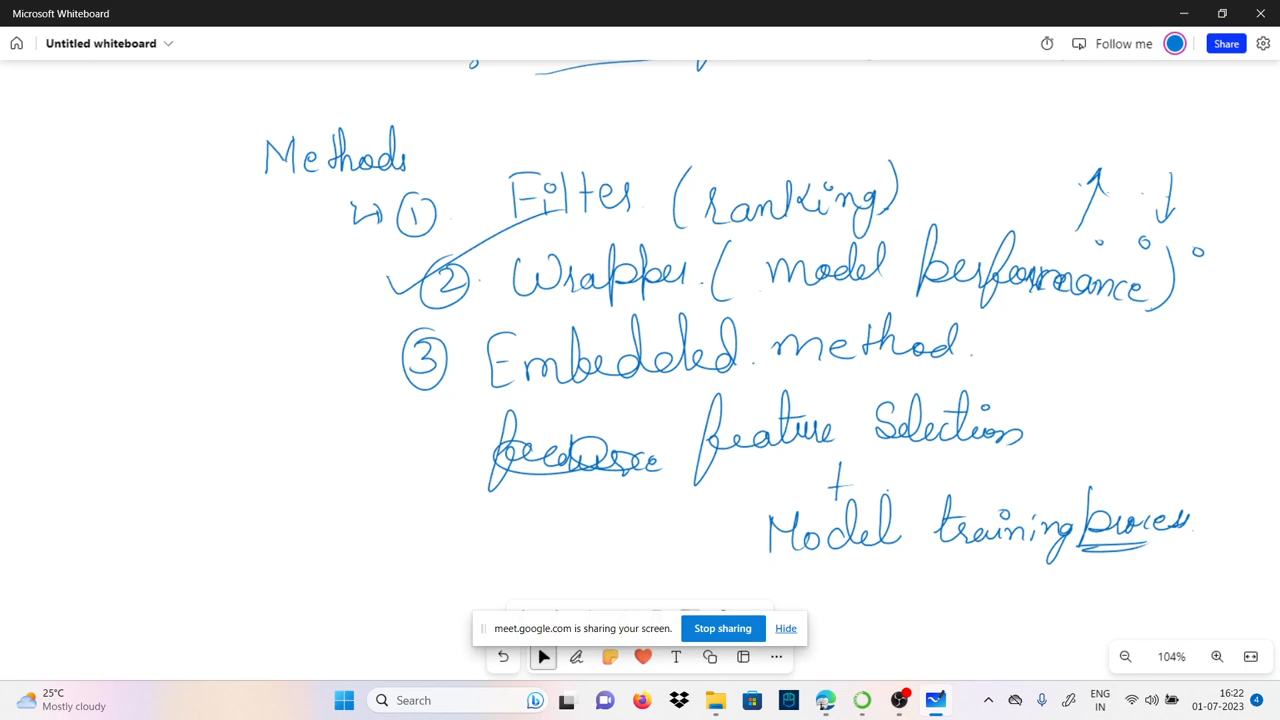 Microsoft Whiteboard
Untitled whiteboard
Follow me
Share
Methods
① Filter (ranking)
② Wrapper. (model performance)
③ Embedded method.
feature Selection
+
Model training process
meet.google.com is sharing your screen. Stop sharing Hide
104%
25°C
Mostly cloudy
Search
ENG
IN
16:22
01-07-2023
4